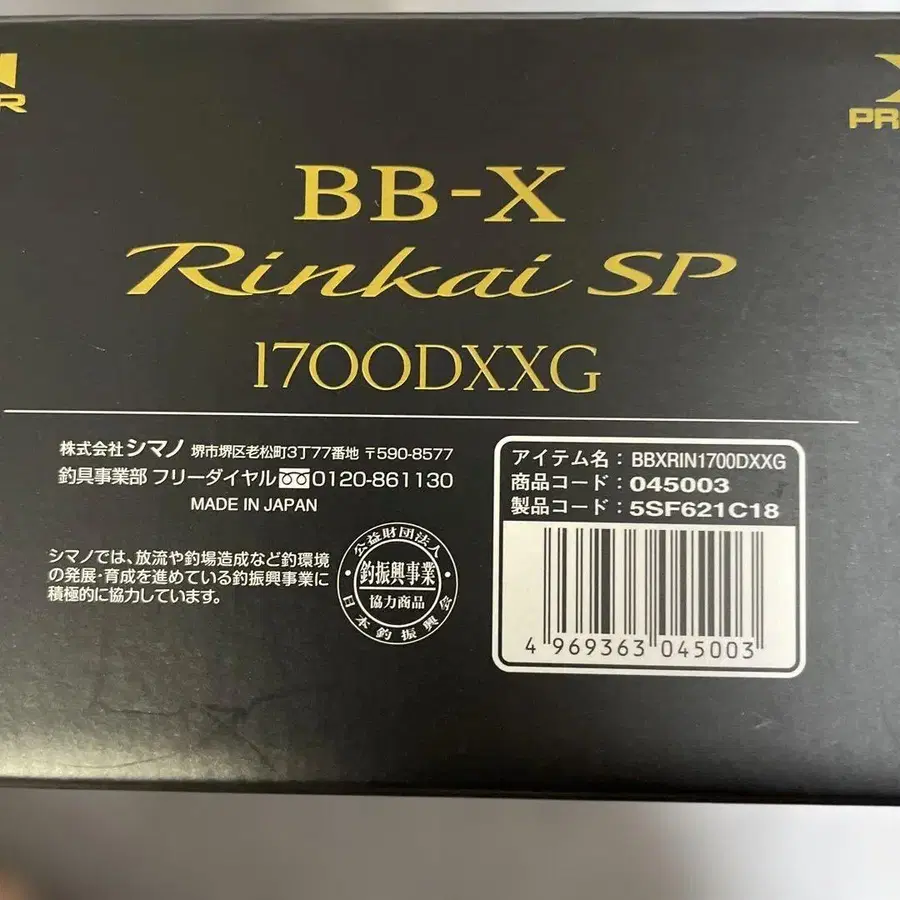 BB-X
Rinkai SP
1700DXXG
株式会社シマノ 堺市堺区老松町3丁77番地 〒590-8577
釣具事業部 フリーダイヤル 0120-861130
MADE IN JAPAN
シマノでは、放流や釣場造成など釣環境
の発展・育成を進めている釣振興事業に
積極的に協力しています。
公益財団法人
釣振興事業
協力商品
日本釣振興会
アイテム名：BBXRIN1700DXXG
商品コード：045003
製品コード：5SF621C18
4 969363 045003